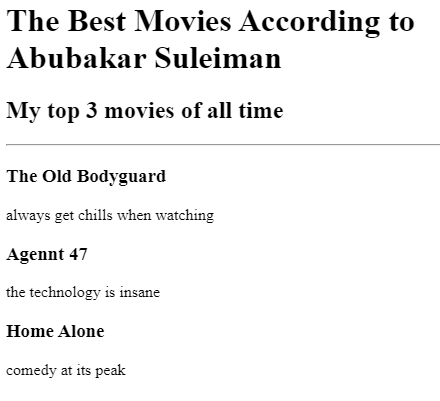 The Best Movies According to
Abubakar Suleiman
My top 3 movies of all time
The Old Bodyguard
always get chills when watching
Agennt 47
the technology is insane
Home Alone
comedy at its peak